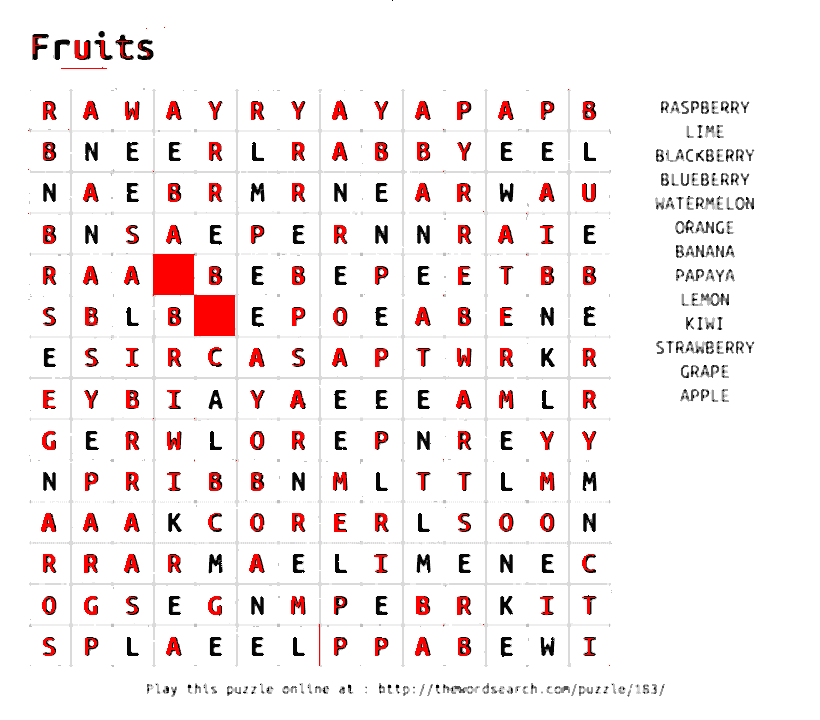 Fruits
R A W A Y R Y A Y A P A P B
B N E E R L R A B B Y E E L
N A E B R M R N E A R W A U
B N S A E P E R N N R A I E
R A A B E B E P E E T B B
S B L B E P O E A B E N E
E S I R C A S A P T W R K R
E Y B I A Y A E E E A M L R
G E R W L O R E P N R E Y Y
N P R I B B N M L T T L M M
A A A K C O R E R L S O O N
R R A R M A E L I M E N E C
O G S E G N M P E B R K I T
S P L A E E L P P A B E W I
RASPBERRY
LIME
BLACKBERRY
BLUEBERRY
WATERMELON
ORANGE
BANANA
PAPAYA
LEMON
KIWI
STRAWBERRY
GRAPE
APPLE
Play this puzzle online at : http://thewordsearch.com/puzzle/183/